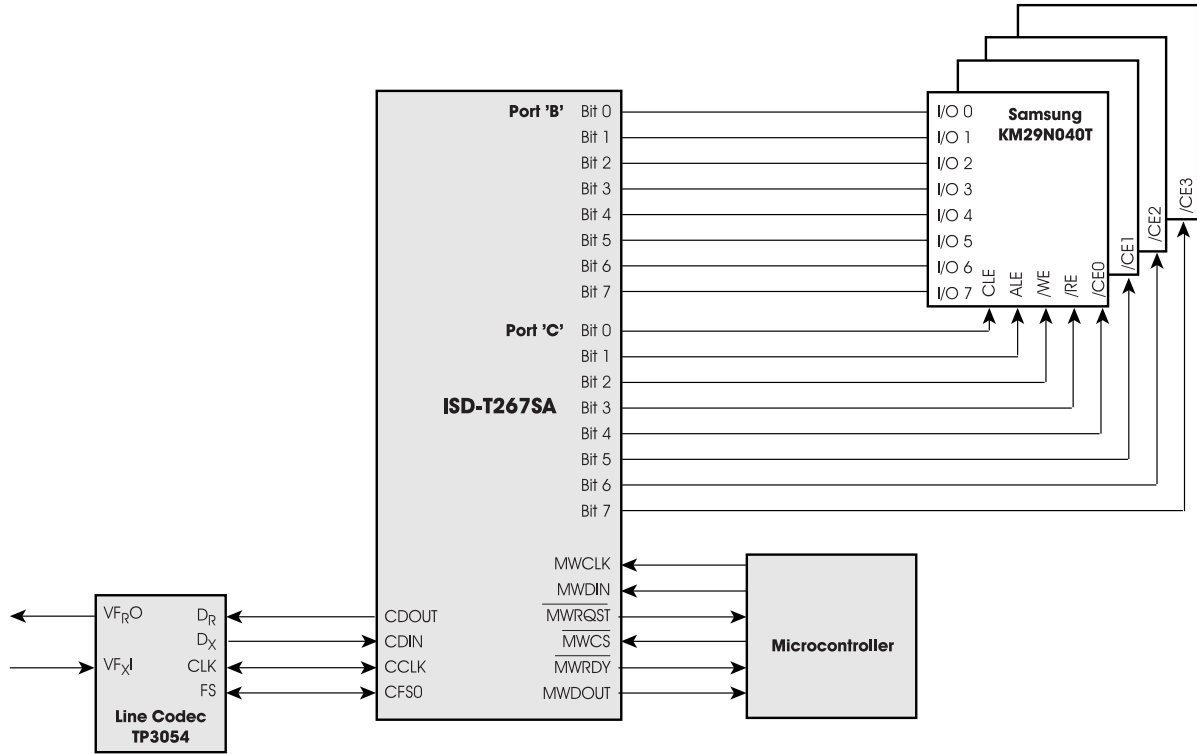 Port 'B' Bit 0
Bit 1
Bit 2
Bit 3
Bit 4
Bit 5
Bit 6
Bit 7
Port 'C' Bit 0
Bit 1
Bit 2
Bit 3
Bit 4
Bit 5
Bit 6
Bit 7
ISD-T267SA
MWCLK
MWDIN
MWRQST
MWCS
MWRDY
MWDOUT
CDOUT
CDIN
CCLK
CFS0
I/O 0
I/O 1
I/O 2
I/O 3
I/O 4
I/O 5
I/O 6
I/O 7
Samsung
KM29N040T
CLE
ALE
/WE
/RE
/CE0
/CE1
/CE2
/CE3
Microcontroller
VFRO
VFXI
DR
DX
CLK
FS
Line Codec
TP3054